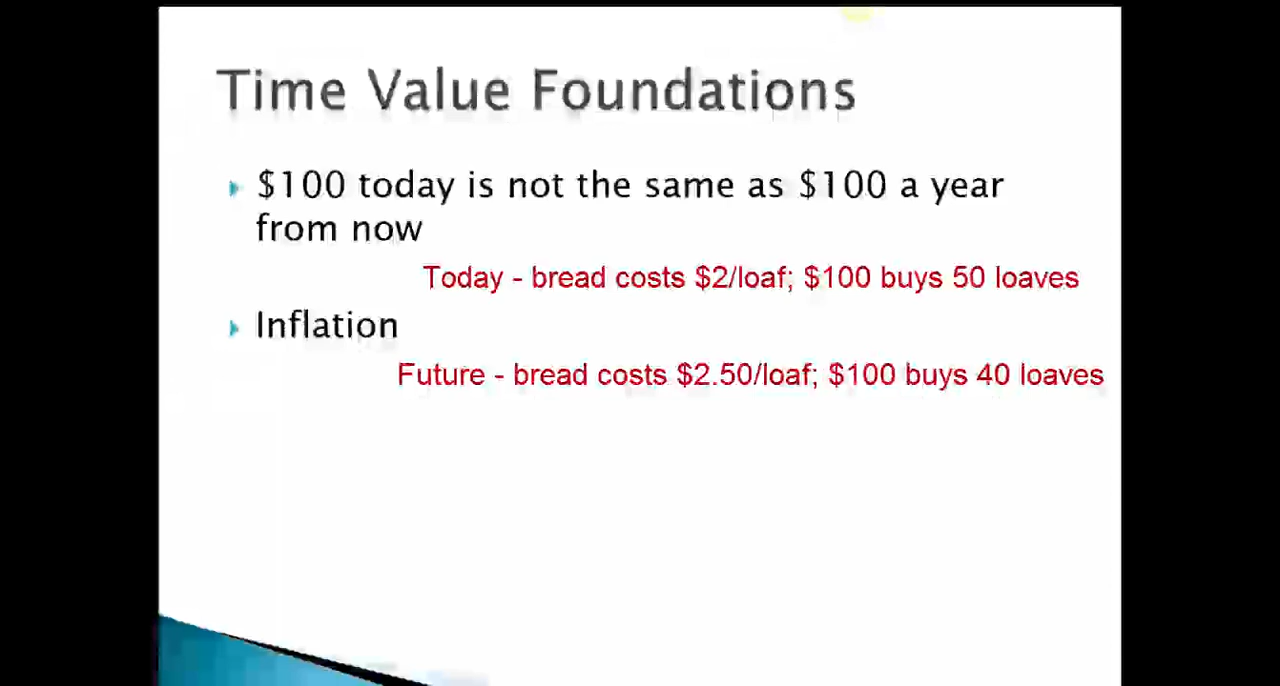 Time Value Foundations
$100 today is not the same as $100 a year
from now
Today - bread costs $2/loaf; $100 buys 50 loaves
Inflation
Future - bread costs $2.50/loaf; $100 buys 40 loaves